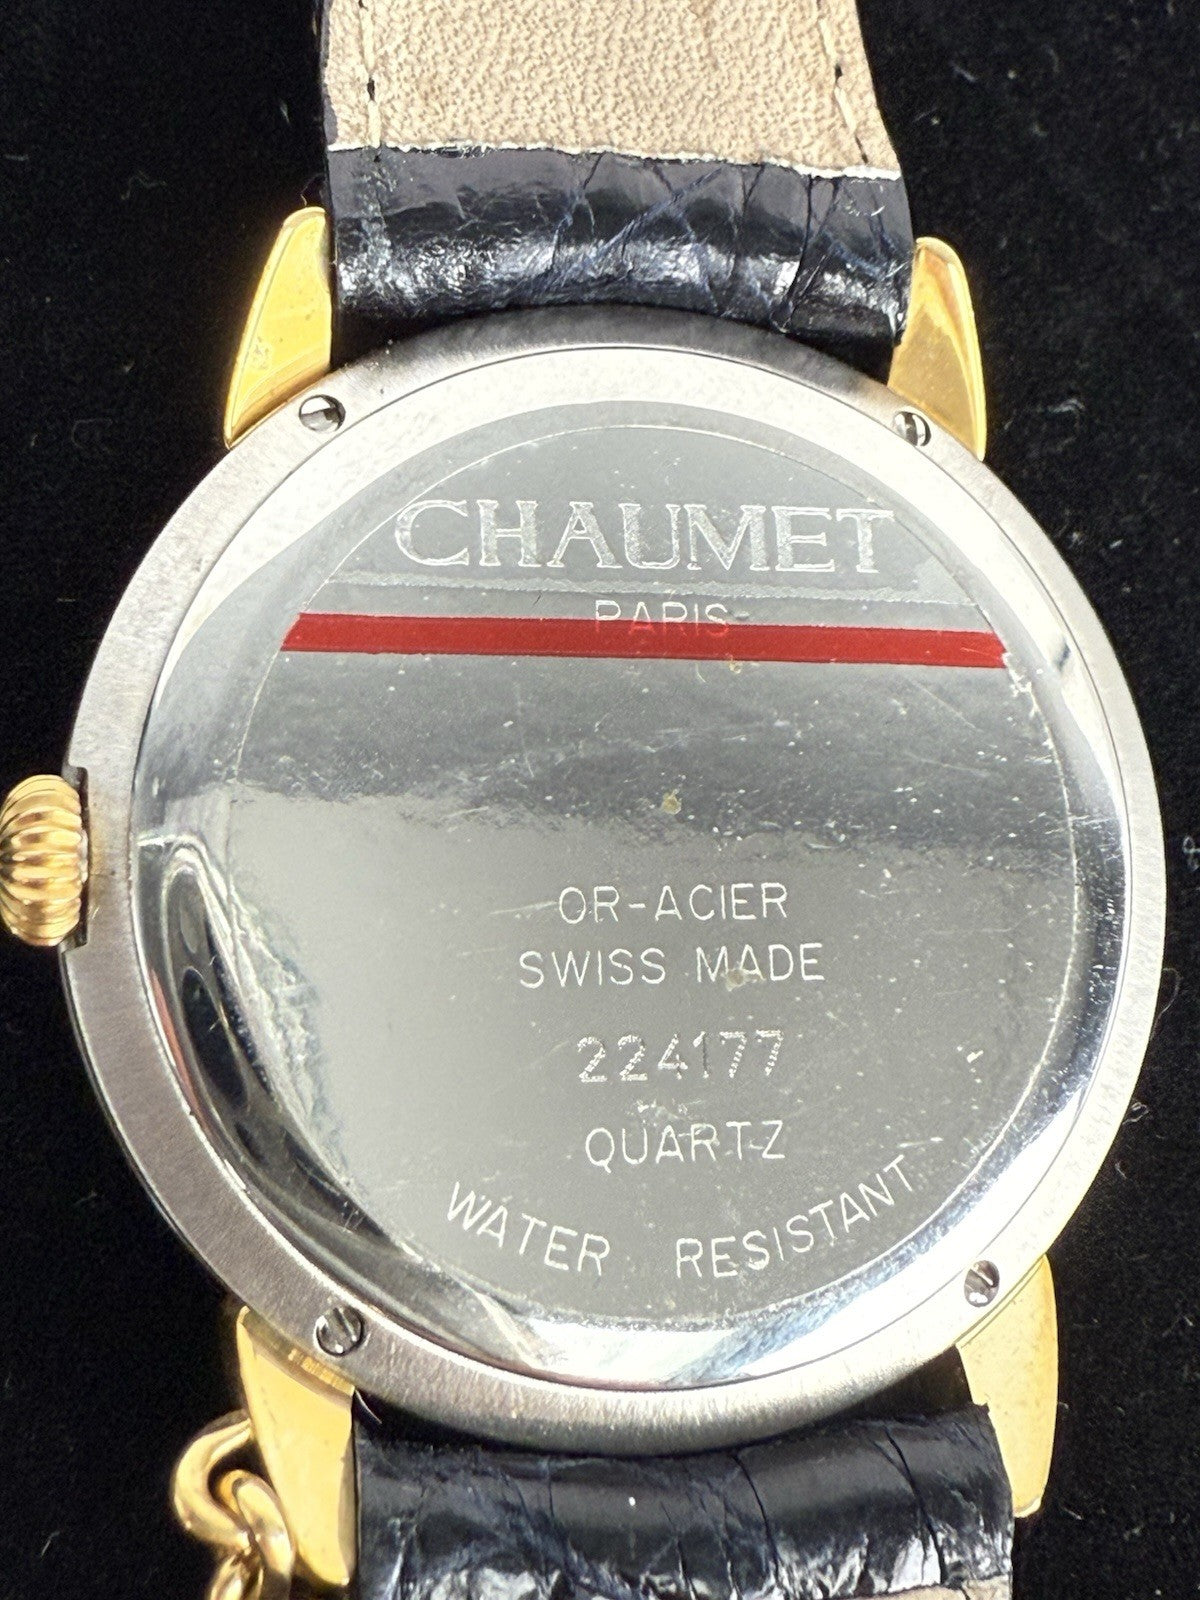 CHAUMET
PARIS
OR-ACIER
SWISS MADE
224177
QUARTZ
WATER RESISTANT